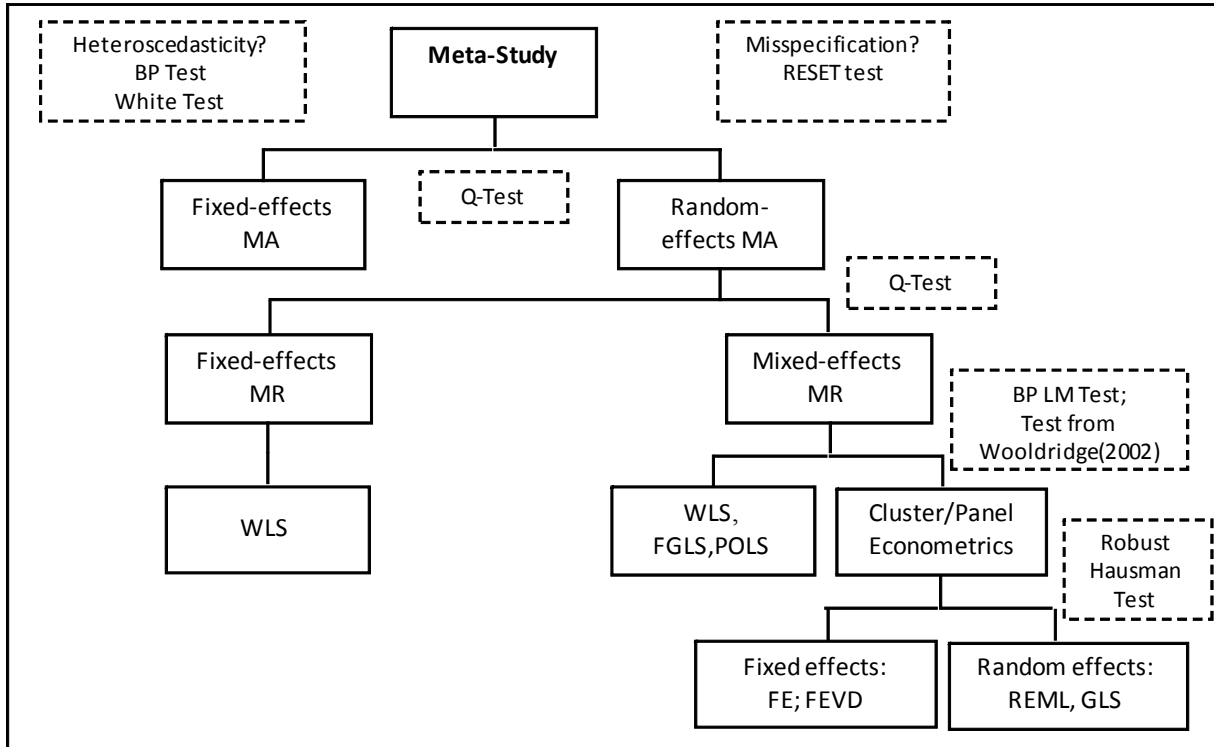 Heteroscedasticity?
BP Test
White Test
Meta-Study
Misspecification?
RESET test
Fixed-effects
MA
Q-Test
Random-
effects MA
Q-Test
Fixed-effects
MR
Mixed-effects
MR
BP LM Test;
Test from
Wooldridge(2002)
WLS
WLS,
FGLS,POLS
Cluster/Panel
Econometrics
Robust
Hausman
Test
Fixed effects:
FE; FEVD
Random effects:
REML, GLS